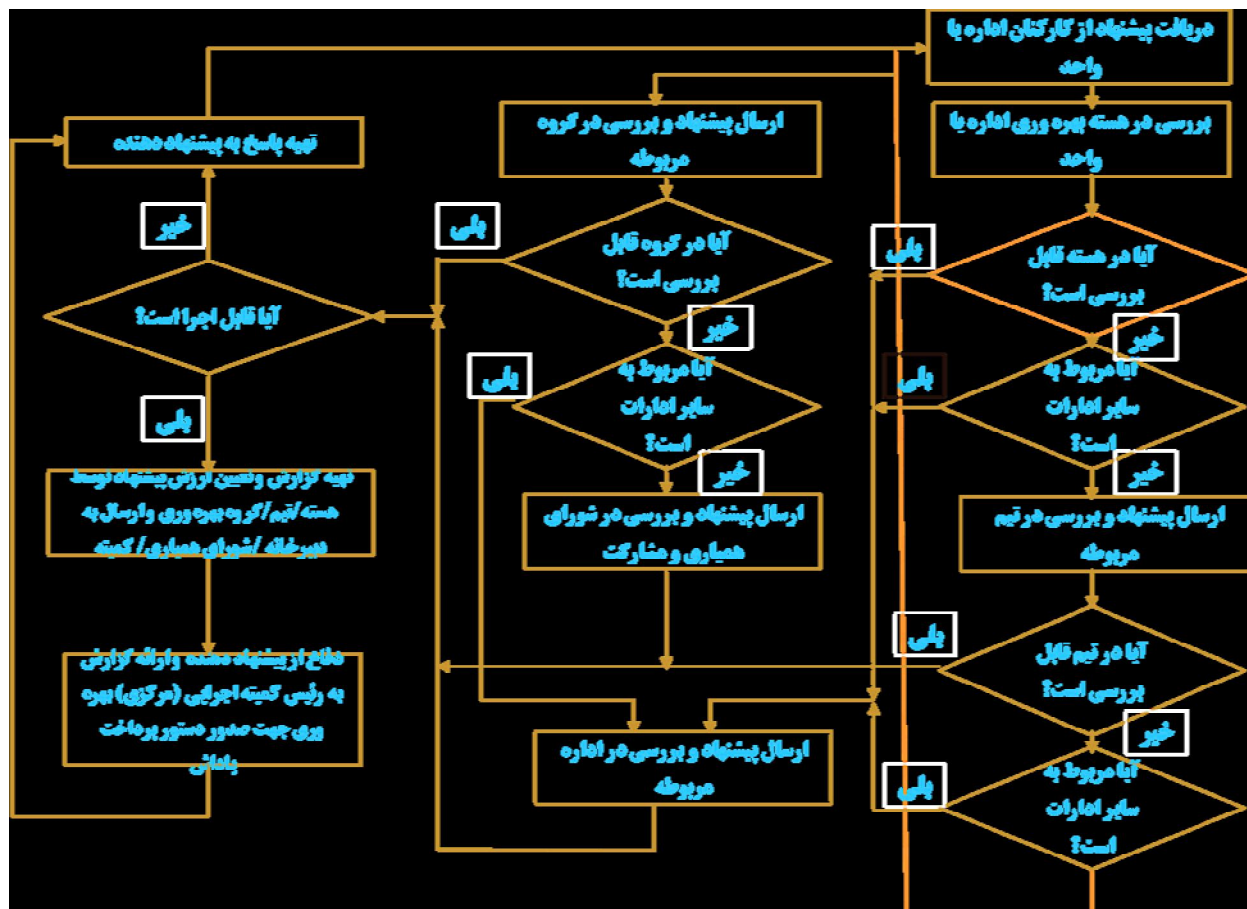 دریافت پیشنهاد از کارکنان اداره یا
واحد
بررسی در هسته بهره وری اداره یا
واحد
آیا در هسته قابل
بررسی است؟
بلی
خیر
آیا مربوط به
سایر ادارات
است؟
بلی
خیر
ارسال پیشنهاد و بررسی در تیم
مربوطه
آیا در تیم قابل
بررسی است؟
بلی
خیر
آیا مربوط به
سایر ادارات
است؟
بلی
ارسال پیشنهاد و بررسی در گروه
مربوطه
آیا در گروه قابل
بررسی است؟
بلی
خیر
آیا مربوط به
سایر ادارات
است؟
بلی
خیر
ارسال پیشنهاد و بررسی در شورای
همیاری و مشارکت
ارسال پیشنهاد و بررسی در اداره
مربوطه
تهیه پاسخ به پیشنهاد دهنده
خیر
آیا قابل اجرا است؟
بلی
تهیه گزارش و تعیین ارزش پیشنهاد توسط
هسته/تیم/گروه بهره وری و ارسال به
دبیرخانه /شورای همیاری/ کمیته
دفاع از پیشنهاد دهنده و ارائه گزارش
به رئیس کمیته اجرایی (مرکزی) بهره
وری جهت صدور دستور پرداخت
پاداش